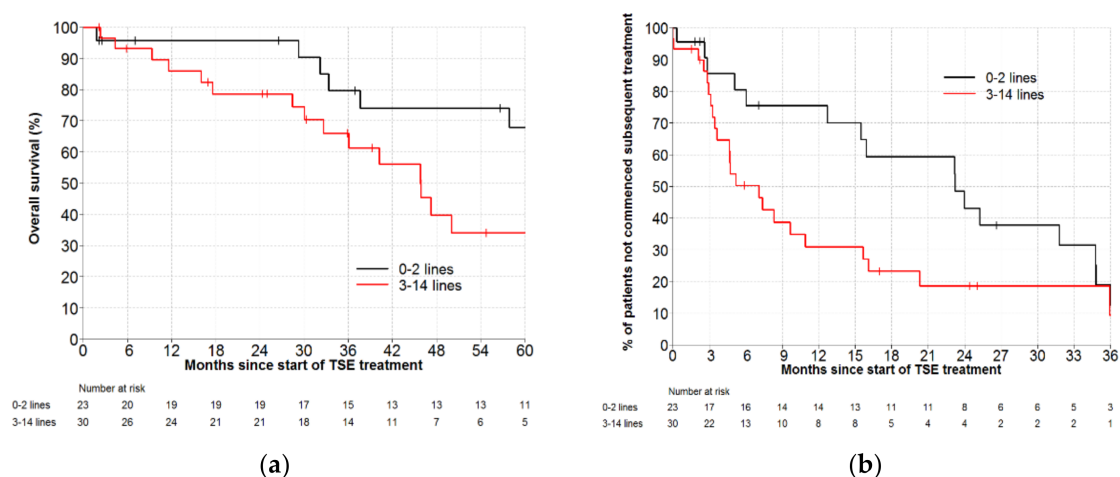 Overall survival (%)
100
90
80
70
60
50
40
30
20
10
0
0-2 lines
3-14 lines
0 6 12 18 24 30 36 42 48 54 60
Months since start of TSE treatment
Number at risk
0-2 lines 23 20 19 19 19 17 15 13 13 13 11
3-14 lines 30 26 24 21 21 18 14 11 7 6 5
(a)
% of patients not commenced subsequent treatment
100
90
80
70
60
50
40
30
20
10
0
0-2 lines
3-14 lines
0 3 6 9 12 15 18 21 24 27 30 33 36
Months since start of TSE treatment
Number at risk
0-2 lines 23 17 16 14 14 13 11 11 8 6 6 5 3
3-14 lines 30 22 13 10 8 8 5 4 4 2 2 2 1
(b)